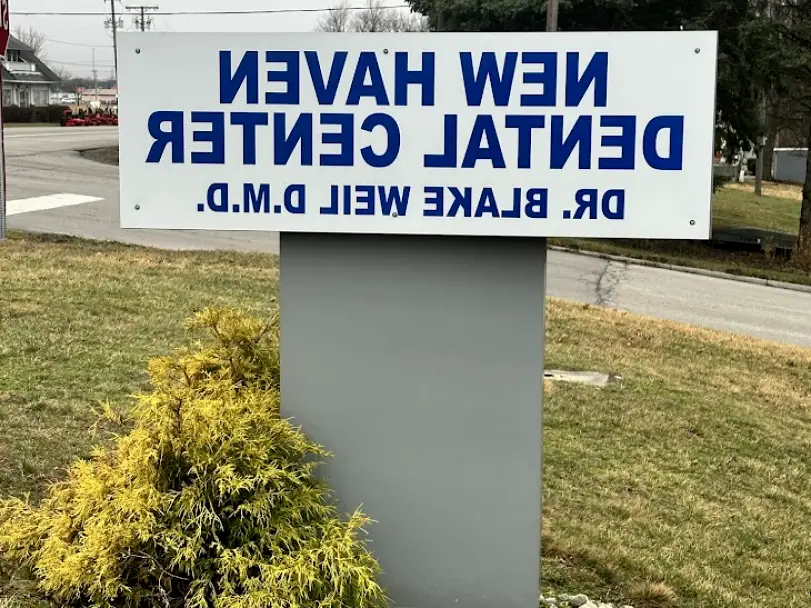 NEW HAVEN
DENTAL CENTER
DR. BLAKE WEIL D.M.D.